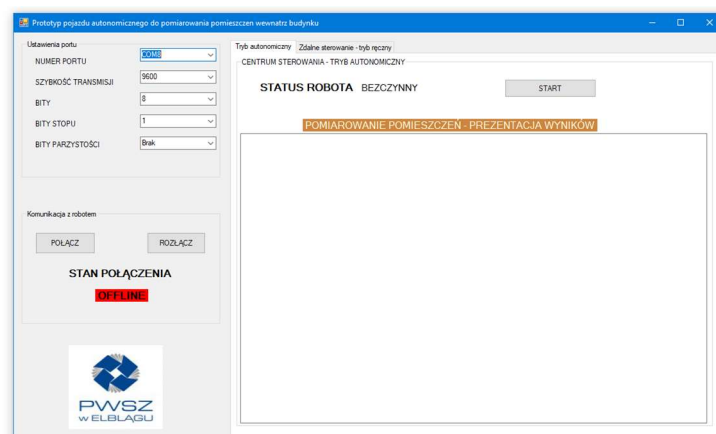 Prototyp pojazdu autonomicznego do pomiarowania pomieszczen wewnatrz budynku
Ustawienia portu
NUMER PORTU COM8
SZYBKOŚĆ TRANSMISJI 9600
BITY 8
BITY STOPU 1
BITY PARZYSTOŚCI Brak
Komunikacja z robotem
POŁĄCZ ROZŁĄCZ
STAN POŁĄCZENIA
OFFLINE
PWSZ
W ELBLĄGU
Tryb autonomiczny Zdalne sterowanie - tryb ręczny
CENTRUM STEROWANIA - TRYB AUTONOMICZNY
STATUS ROBOTA BEZCZYNNY START
POMIAROWANIE POMIESZCZEŃ - PREZENTACJA WYNIKÓW